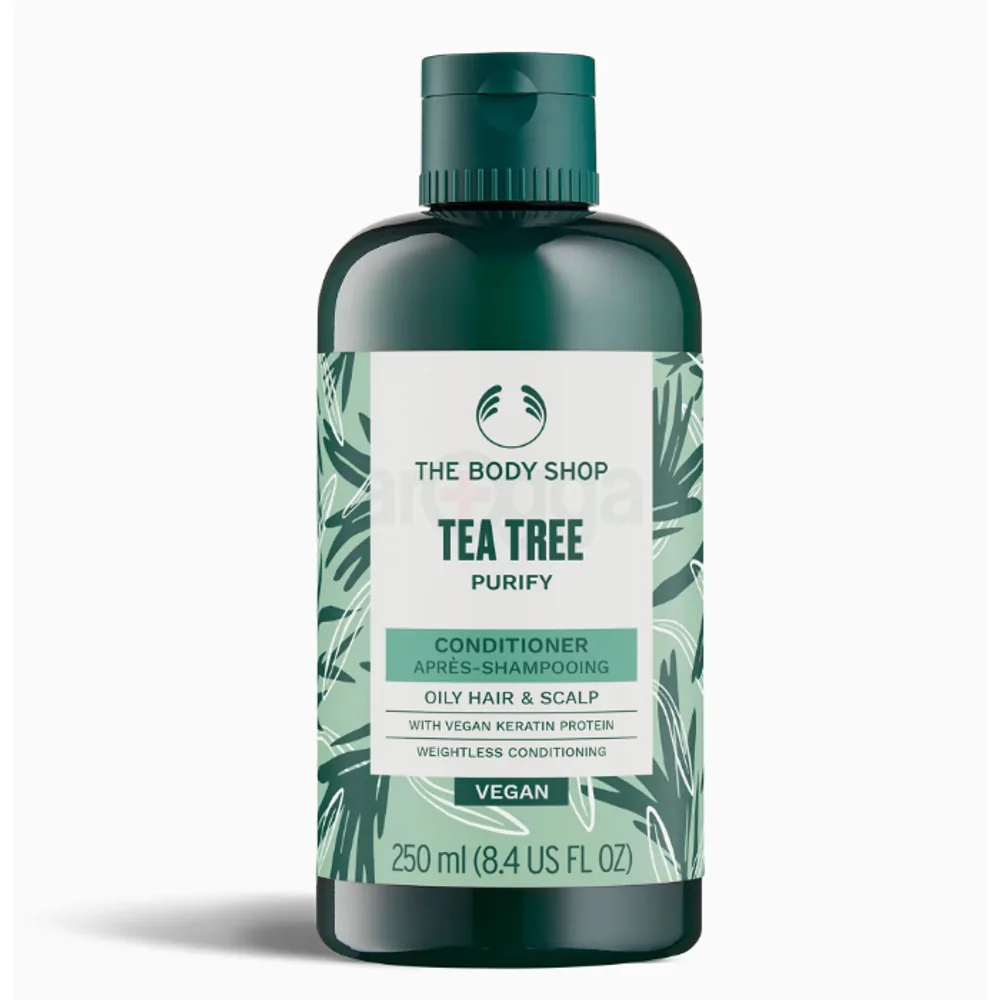 THE BODY SHOP
TEA TREE
PURIFY
CONDITIONER
APRÈS-SHAMPOOING
OILY HAIR & SCALP
WITH VEGAN KERATIN PROTEIN
WEIGHTLESS CONDITIONING
VEGAN
250 ml (8.4 US FL OZ)